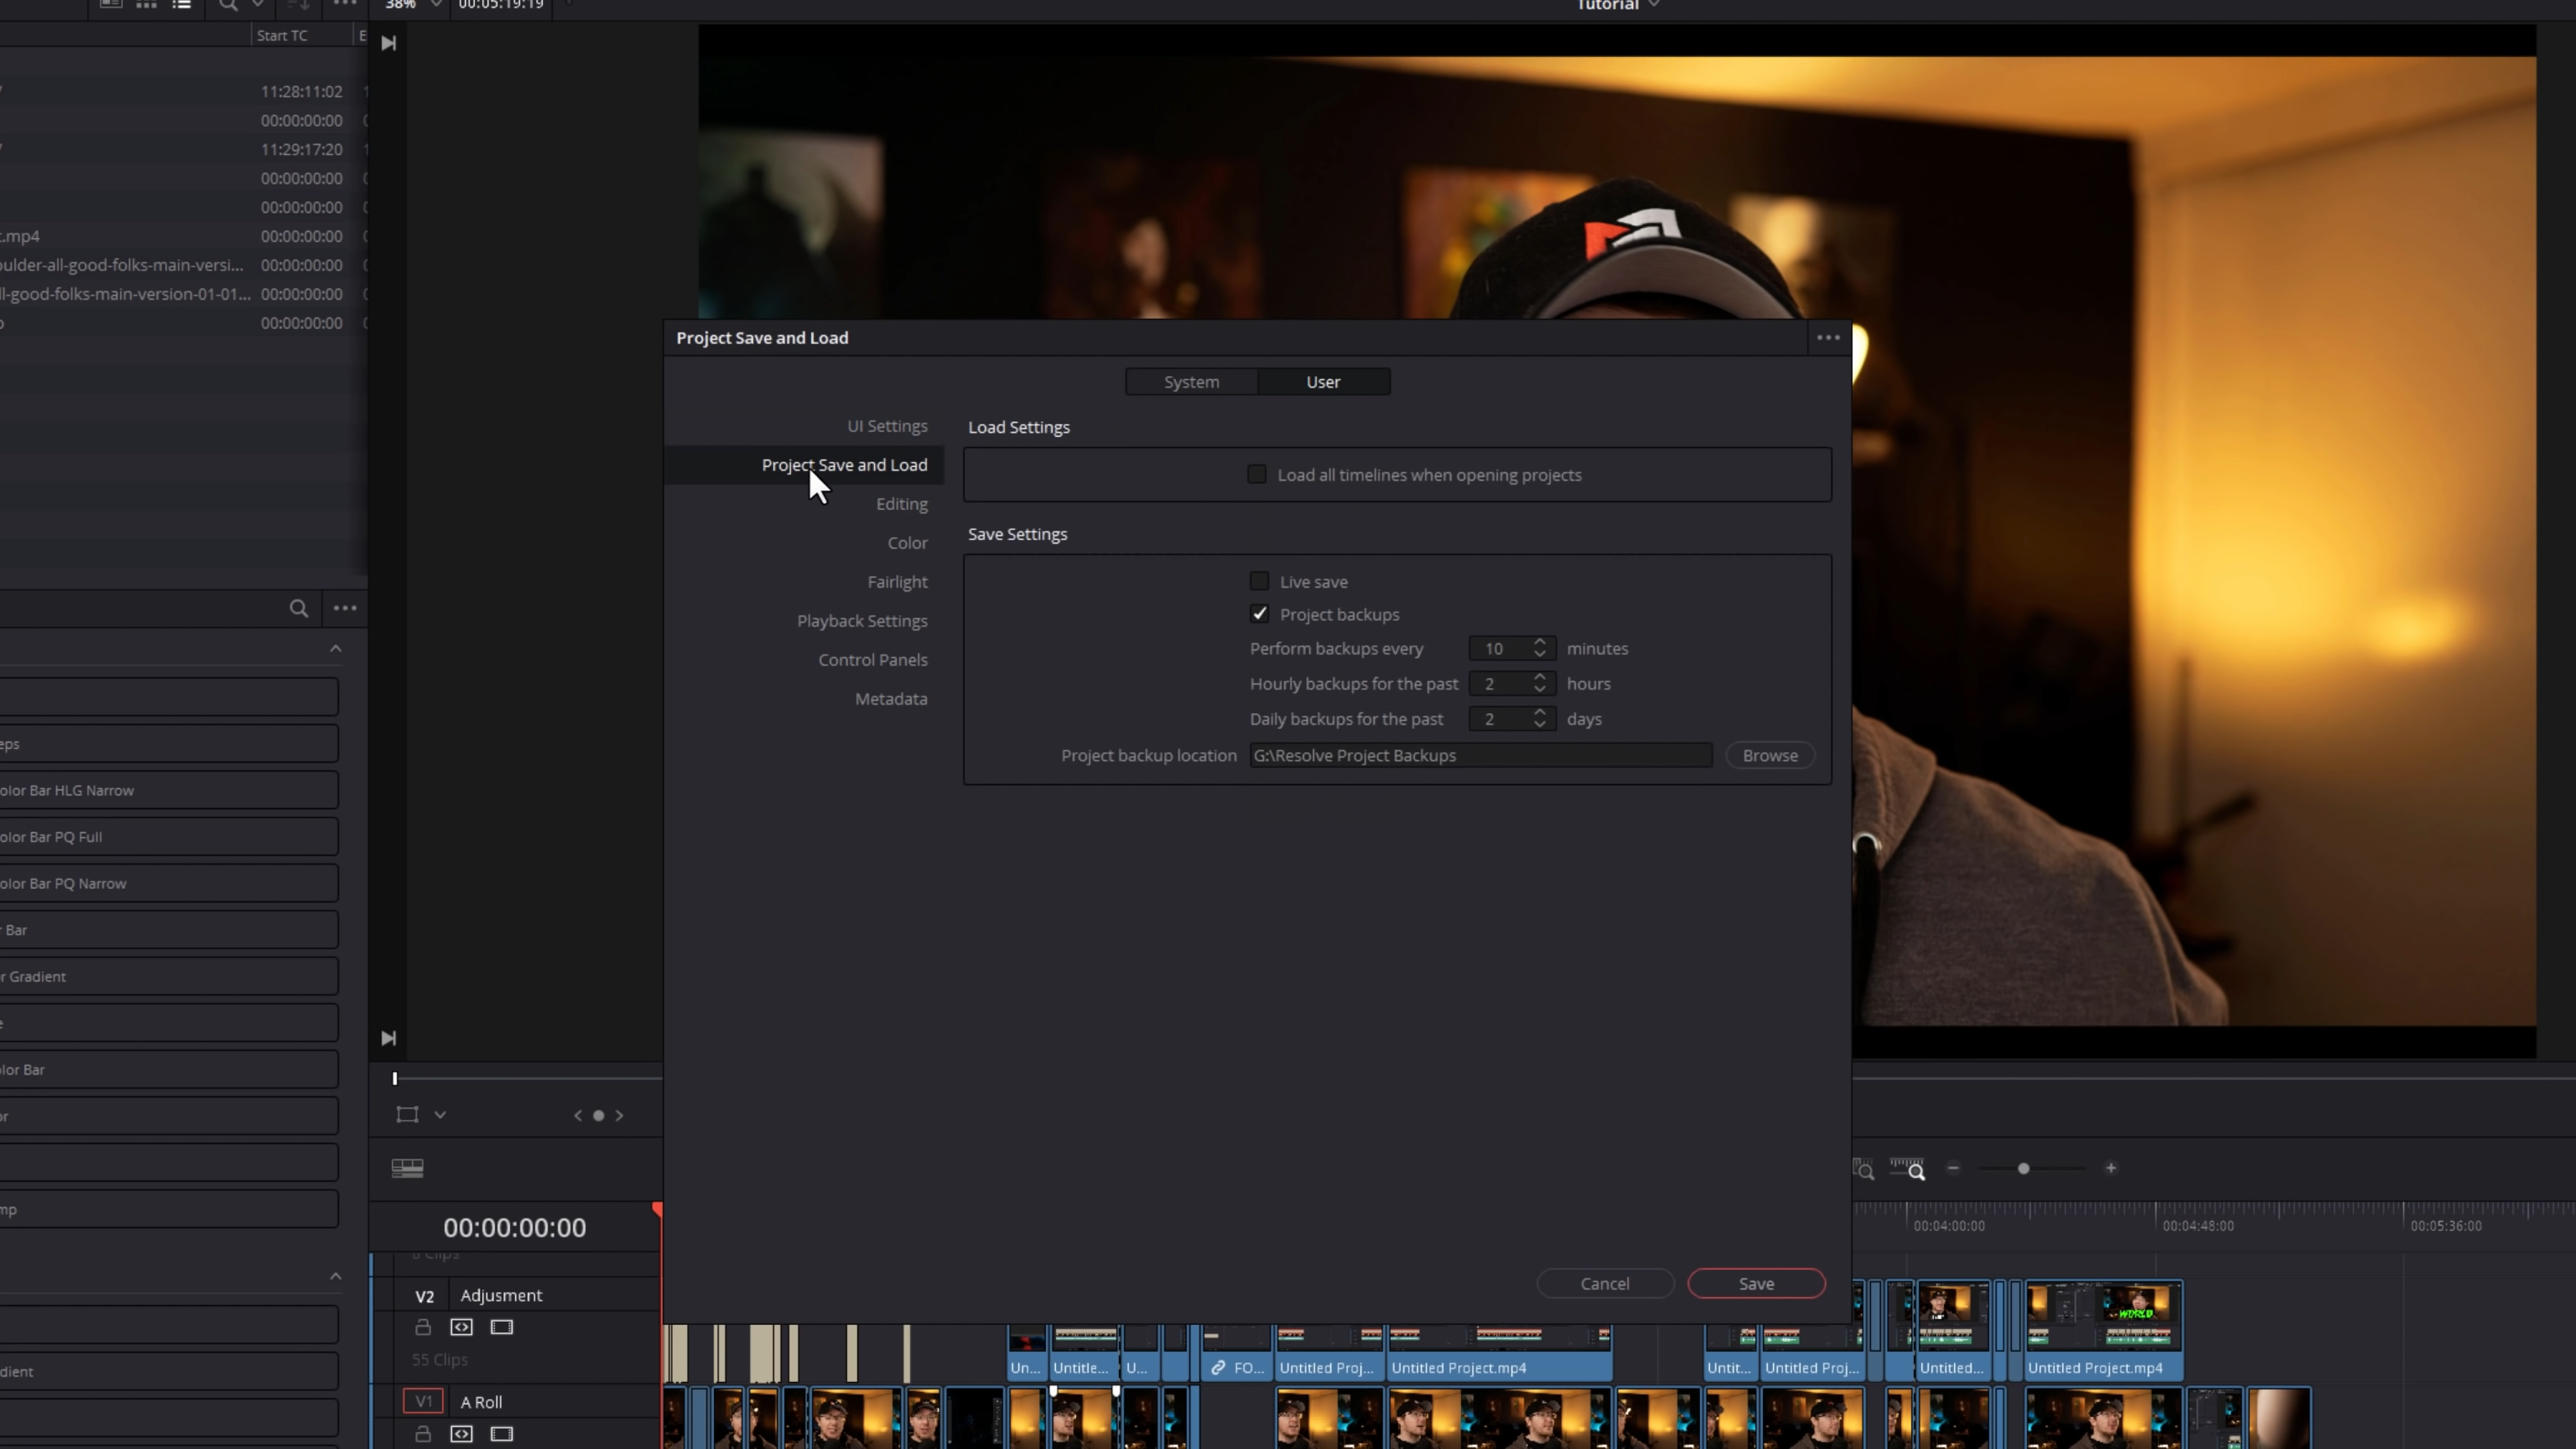 38%
00:05:19:19
Tutorial
Start TC
E
11:28:11:02
00:00:00:00
11:29:17:20
00:00:00:00
00:00:00:00
t.mp4 00:00:00:00
oulder-all-good-folks-main-versi... 00:00:00:00
ll-good-folks-main-version-01-01... 00:00:00:00
00:00:00:00
Project Save and Load
System
User
UI Settings
Project Save and Load
Editing
Color
Fairlight
Playback Settings
Control Panels
Metadata
Load Settings
Load all timelines when opening projects
Save Settings
Live save
Project backups
Perform backups every 10 minutes
Hourly backups for the past 2 hours
Daily backups for the past 2 days
Project backup location G:\Resolve Project Backups Browse
Cancel
Save
eps
olor Bar HLG Narrow
olor Bar PQ Full
olor Bar PQ Narrow
r Bar
r Gradient
e
olor Bar
or
mp
dient
00:00:00:00
00:04:00:00
00:04:48:00
00:05:36:00
V2 Adjusment
55 Clips
V1 A Roll
Un...
Untitle...
U...
FO...
Untitled Proj...
Untitled Project.mp4
Untit...
Untitled Proj...
Untitled...
Untitled Project.mp4
WORLD